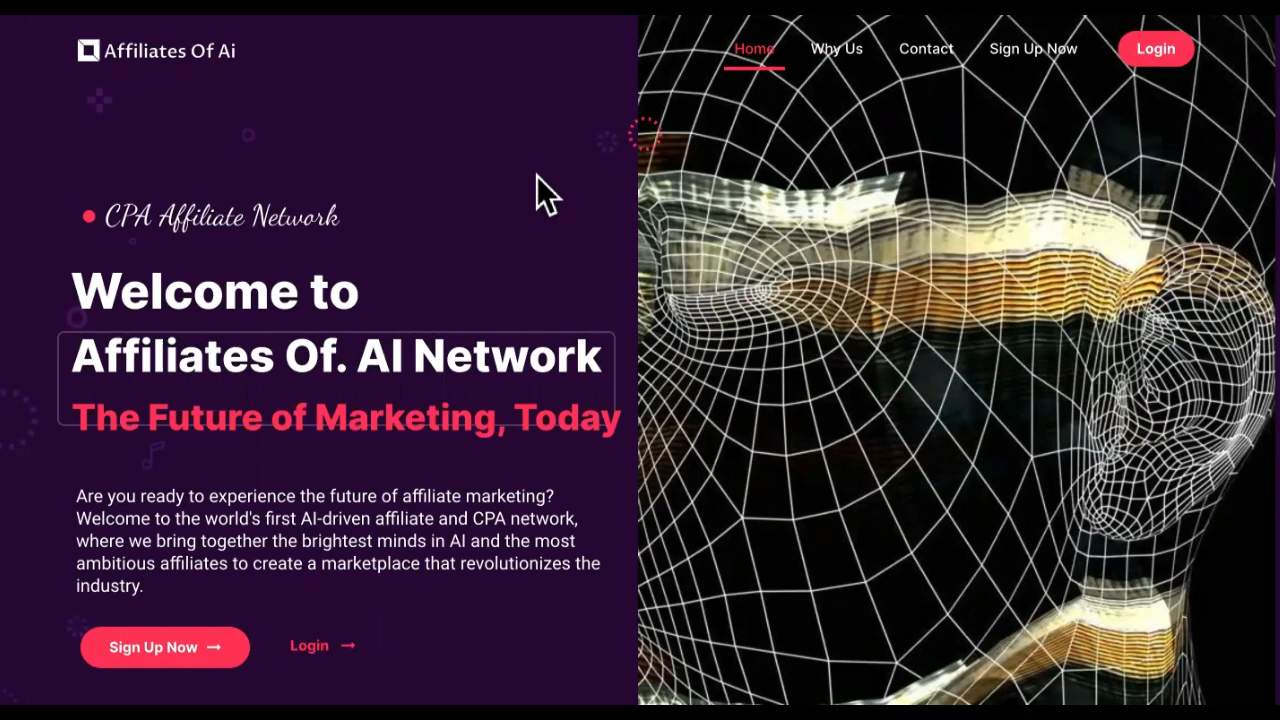 Affiliates Of Ai
Home Why Us Contact Sign Up Now Login
CPA Affiliate Network
Welcome to
Affiliates Of. AI Network
The Future of Marketing, Today
Are you ready to experience the future of affiliate marketing?
Welcome to the world's first AI-driven affiliate and CPA network,
where we bring together the brightest minds in AI and the most
ambitious affiliates to create a marketplace that revolutionizes the
industry.
Sign Up Now → Login →